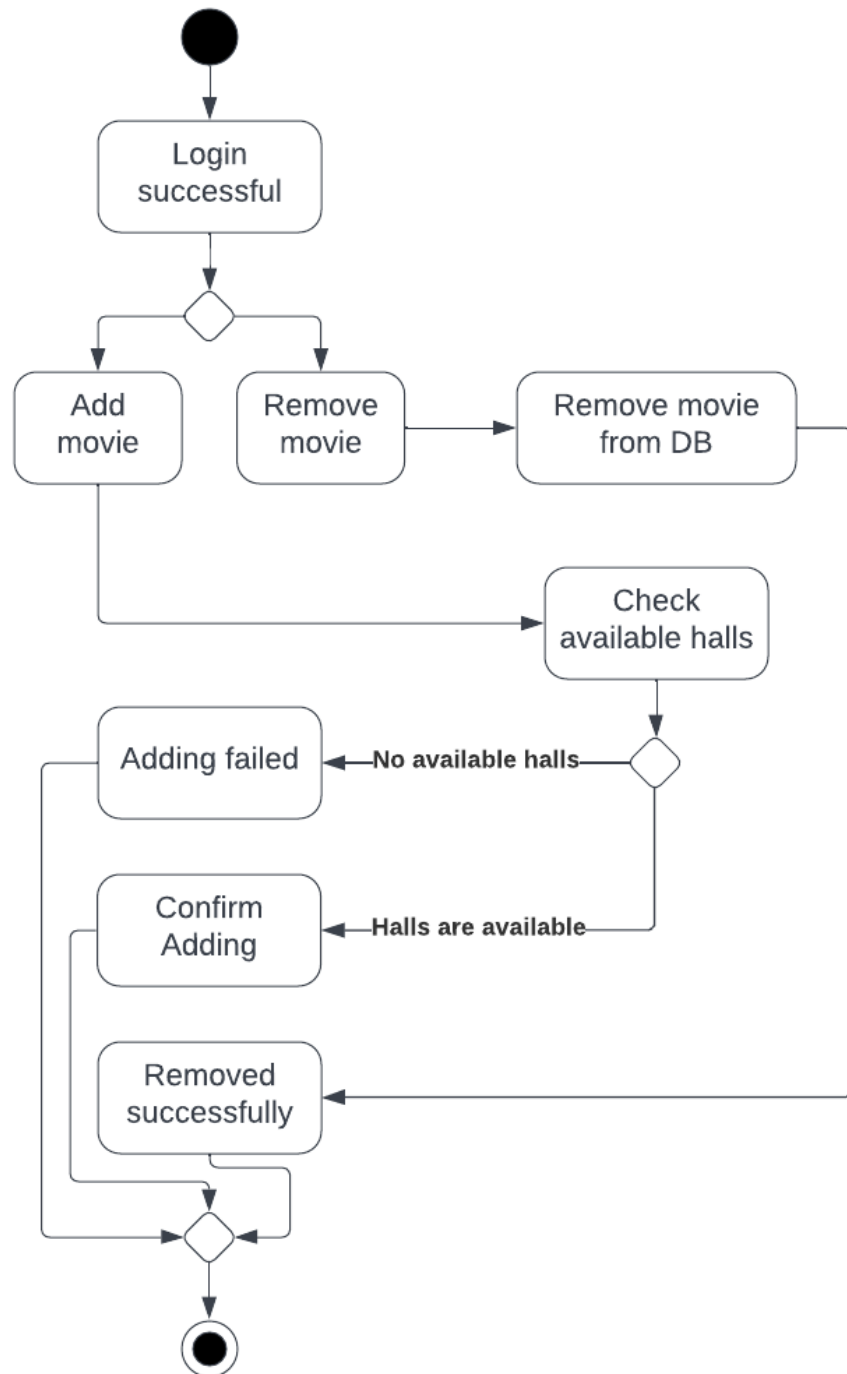 Login
successful
Add
movie
Remove
movie
Remove movie
from DB
Check
available halls
Adding failed
No available halls
Confirm
Adding
Halls are available
Removed
successfully